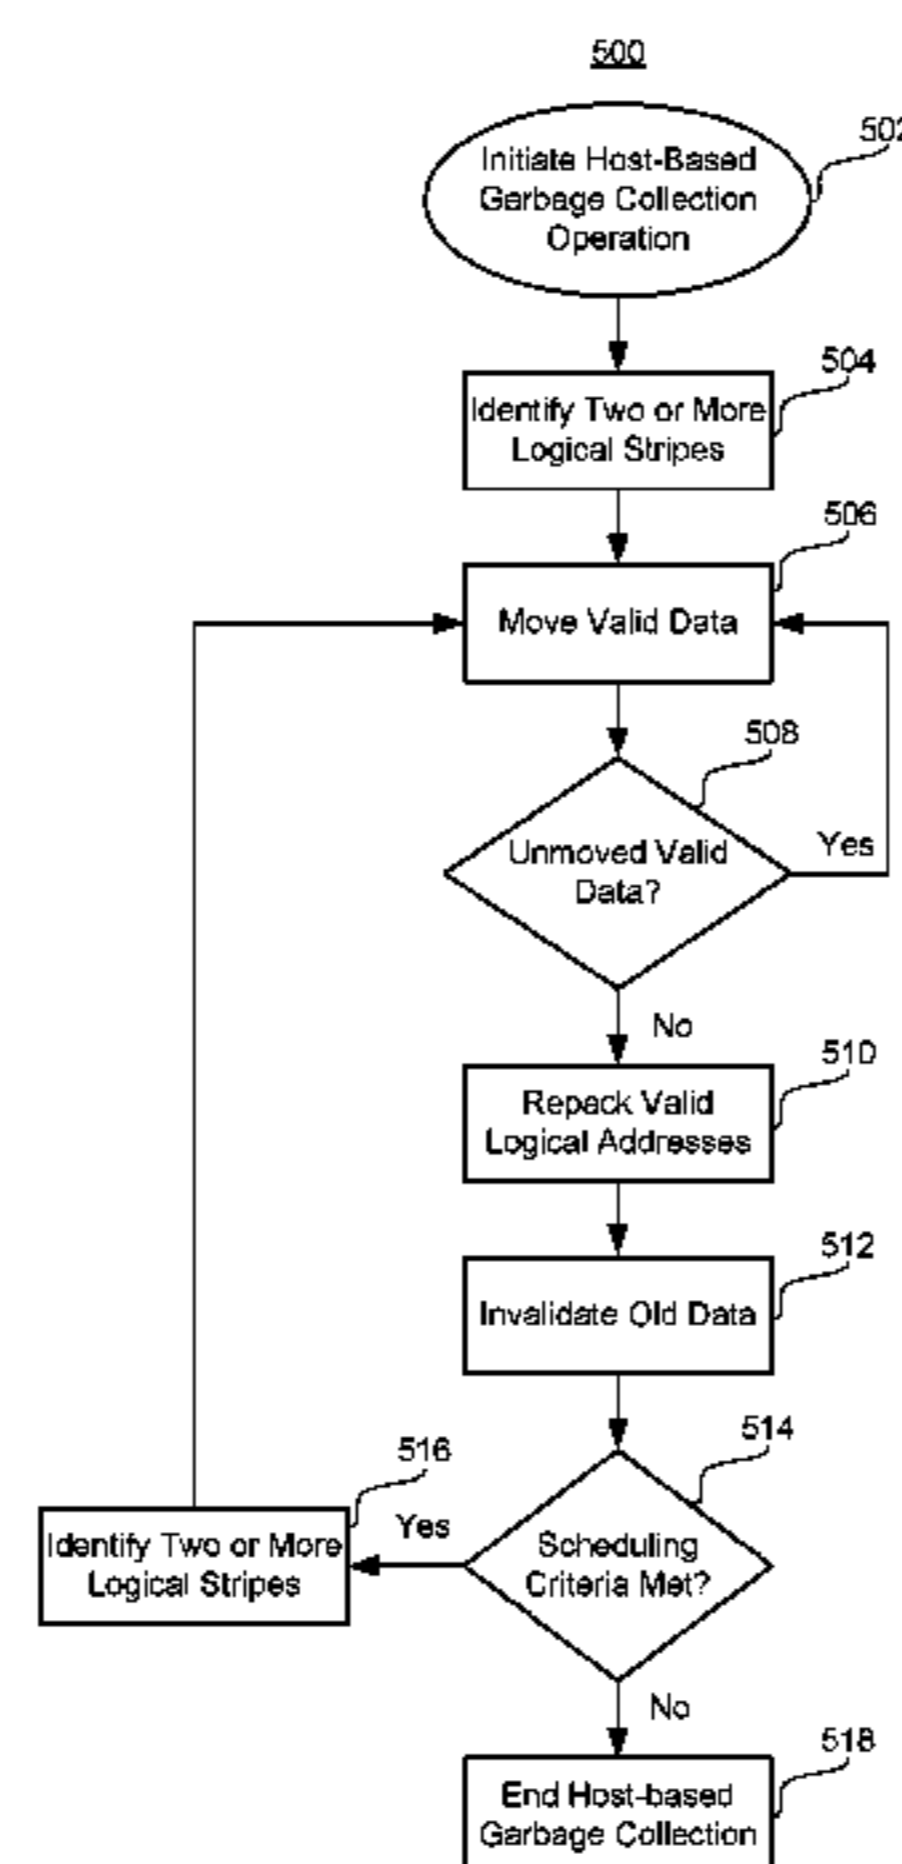 500
502
Initiate Host-Based
Garbage Collection
Operation
504
Identify Two or More
Logical Stripes
506
Move Valid Data
508
Unmoved Valid
Data?
Yes
No
510
Repack Valid
Logical Addresses
512
Invalidate Old Data
514
Scheduling
Criteria Met?
Yes
516
Identify Two or More
Logical Stripes
No
518
End Host-based
Garbage Collection